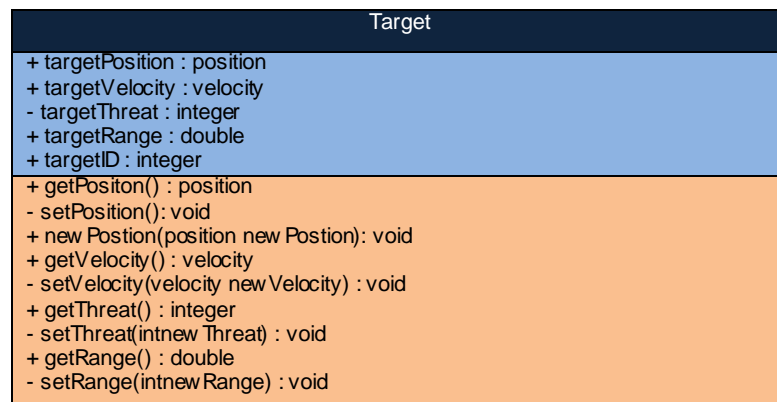 Target
+ targetPosition : position
+ targetVelocity : velocity
- targetThreat : integer
+ targetRange : double
+ targetID : integer
+ getPositon() : position
- setPosition(): void
+ new Postion(position new Postion): void
+ getVelocity() : velocity
- setVelocity(velocity newVelocity) : void
+ getThreat() : integer
- setThreat(intnew Threat) : void
+ getRange() : double
- setRange(intnew Range) : void